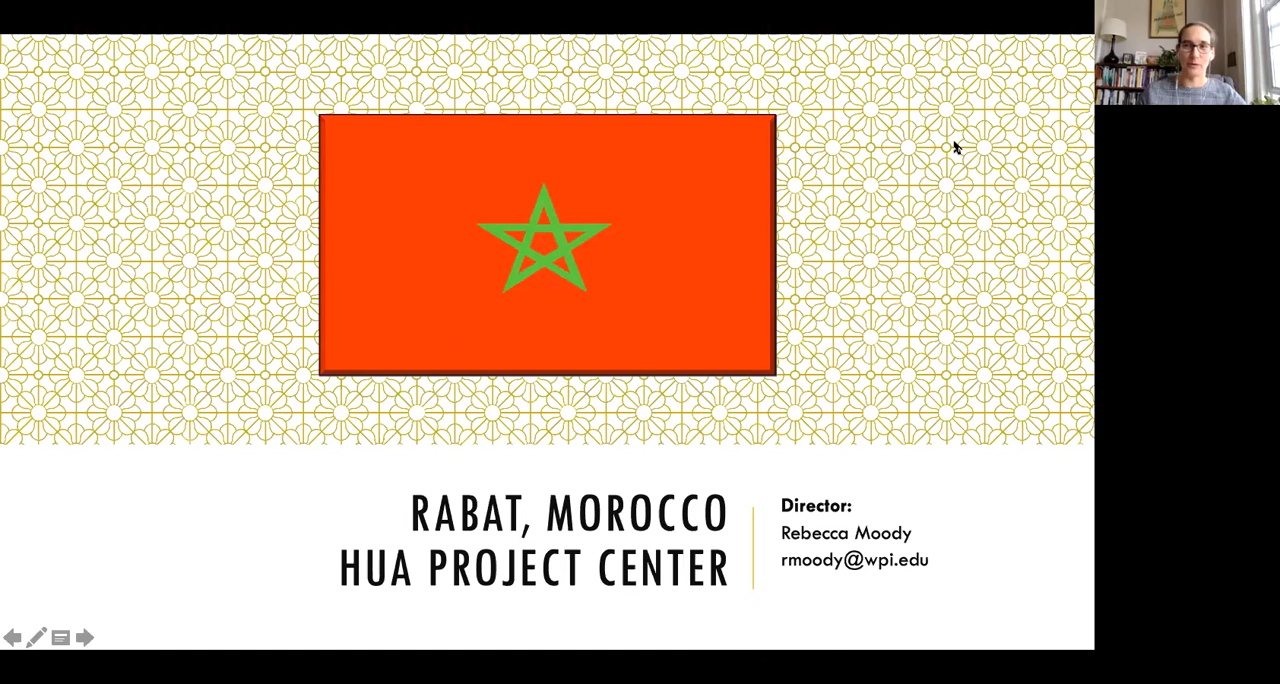 RABAT, MOROCCO
HUA PROJECT CENTER
Director:
Rebecca Moody
rmoody@wpi.edu